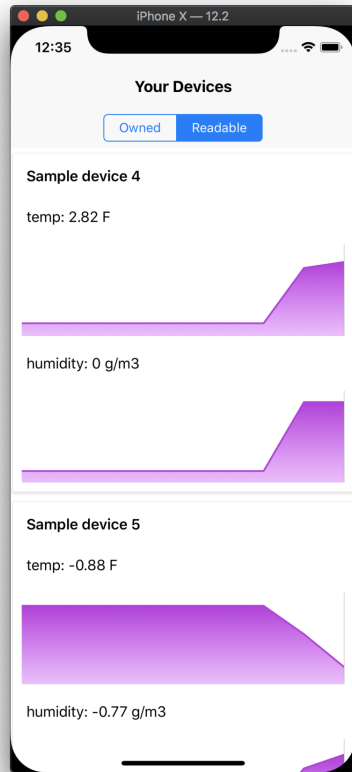 iPhone X — 12.2
12:35
Your Devices
Owned Readable
Sample device 4
temp: 2.82 F
humidity: 0 g/m3
Sample device 5
temp: -0.88 F
humidity: -0.77 g/m3